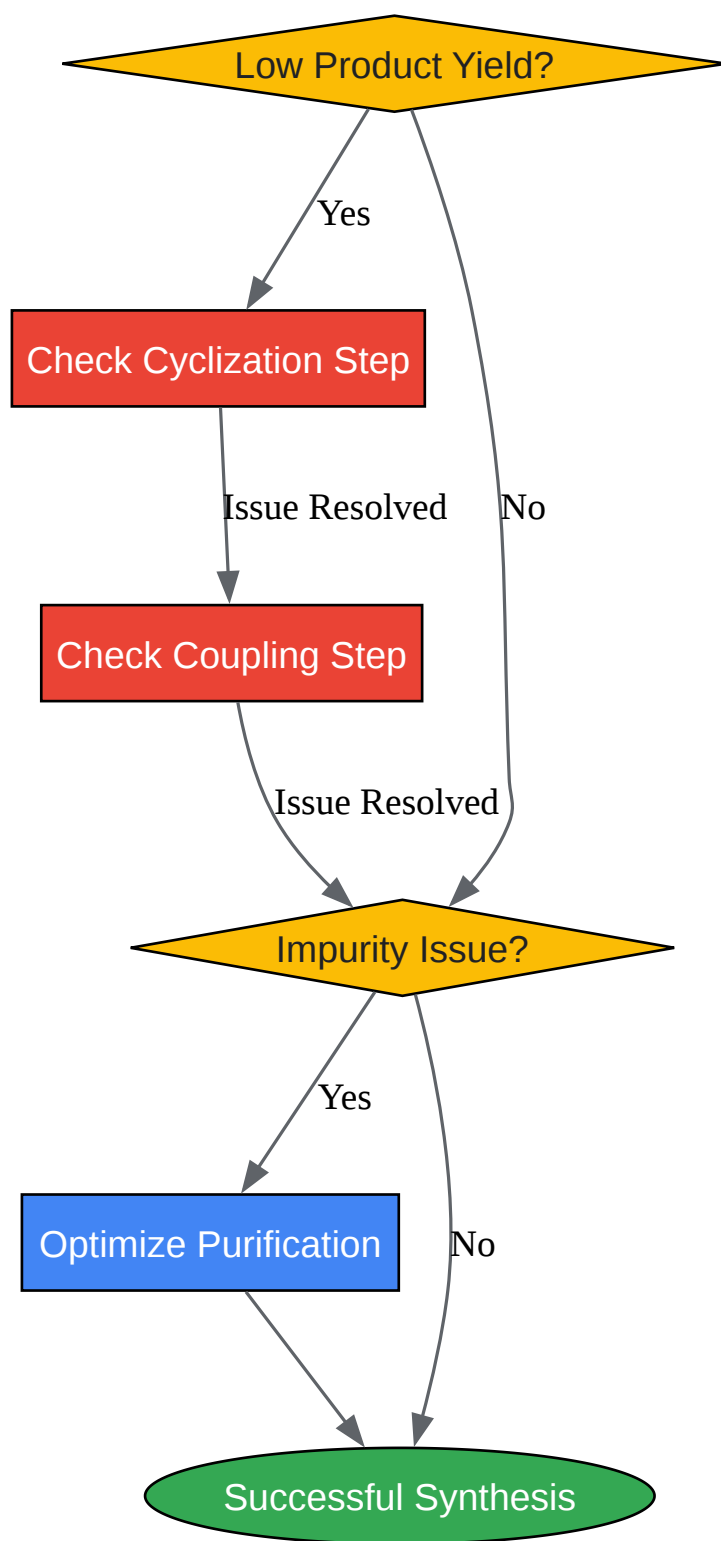 Low Product Yield?
Yes
Check Cyclization Step
Issue Resolved
No
Check Coupling Step
Issue Resolved
Impurity Issue?
Yes
Optimize Purification
No
Successful Synthesis